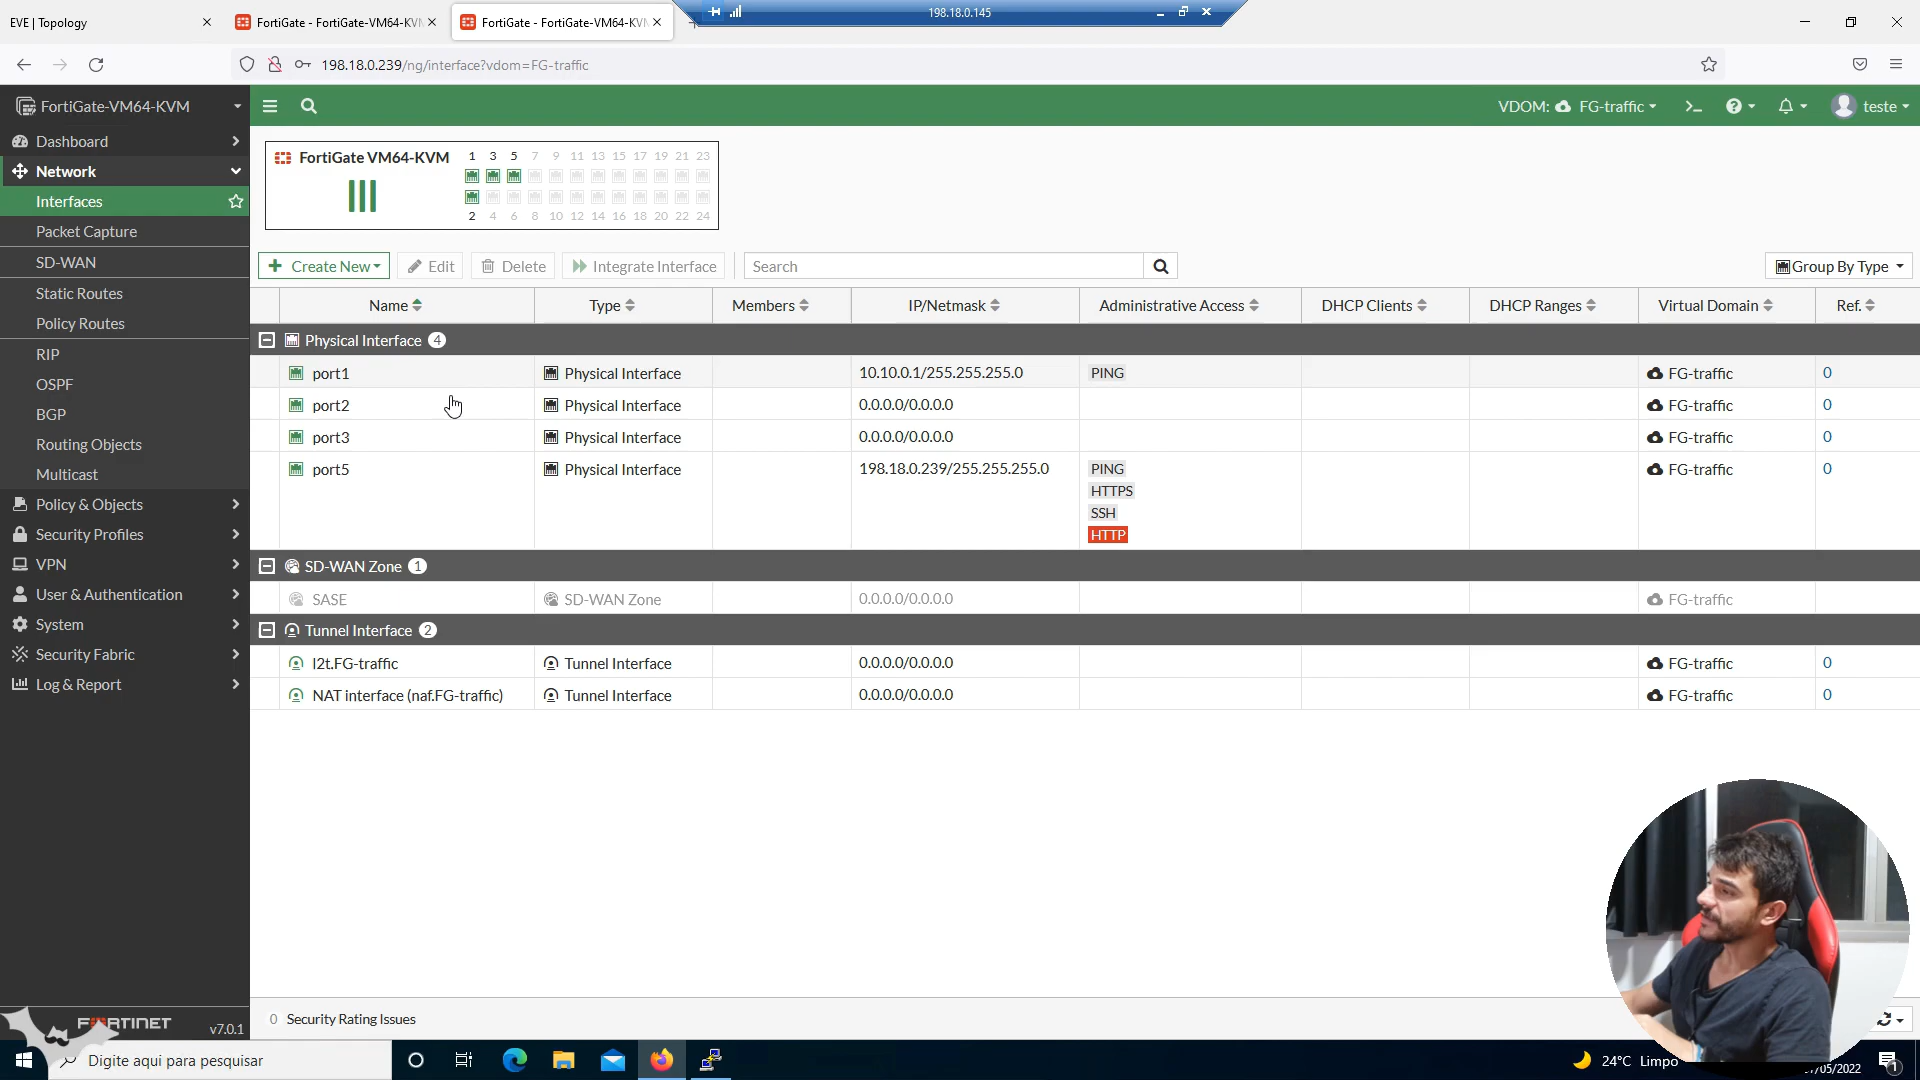 EVE | Topology
FortiGate - FortiGate-VM64-KVM
FortiGate - FortiGate-VM64-KVM
198.18.0.145
198.18.0.239/ng/interface?vdom=FG-traffic
FortiGate-VM64-KVM
VDOM: FG-traffic
teste
Dashboard
Network
Interfaces
Packet Capture
SD-WAN
Static Routes
Policy Routes
RIP
OSPF
BGP
Routing Objects
Multicast
Policy & Objects
Security Profiles
VPN
User & Authentication
System
Security Fabric
Log & Report
FORTINET v7.0.1
FortiGate VM64-KVM
1 3 5 7 9 11 13 15 17 19 21 23
2 4 6 8 10 12 14 16 18 20 22 24
Create New Edit Delete Integrate Interface Search Group By Type
Name Type Members IP/Netmask Administrative Access DHCP Clients DHCP Ranges Virtual Domain Ref.
Physical Interface 4
port1 Physical Interface 10.10.0.1/255.255.255.0 PING FG-traffic 0
port2 Physical Interface 0.0.0.0/0.0.0.0 FG-traffic 0
port3 Physical Interface 0.0.0.0/0.0.0.0 FG-traffic 0
port5 Physical Interface 198.18.0.239/255.255.255.0 PING FG-traffic 0
HTTPS
SSH
HTTP
SD-WAN Zone 1
SASE SD-WAN Zone 0.0.0.0/0.0.0.0 FG-traffic
Tunnel Interface 2
l2t.FG-traffic Tunnel Interface 0.0.0.0/0.0.0.0 FG-traffic 0
NAT interface (naf.FG-traffic) Tunnel Interface 0.0.0.0/0.0.0.0 FG-traffic 0
0 Security Rating Issues
Digite aqui para pesquisar
24°C Limpo
/05/2022
1